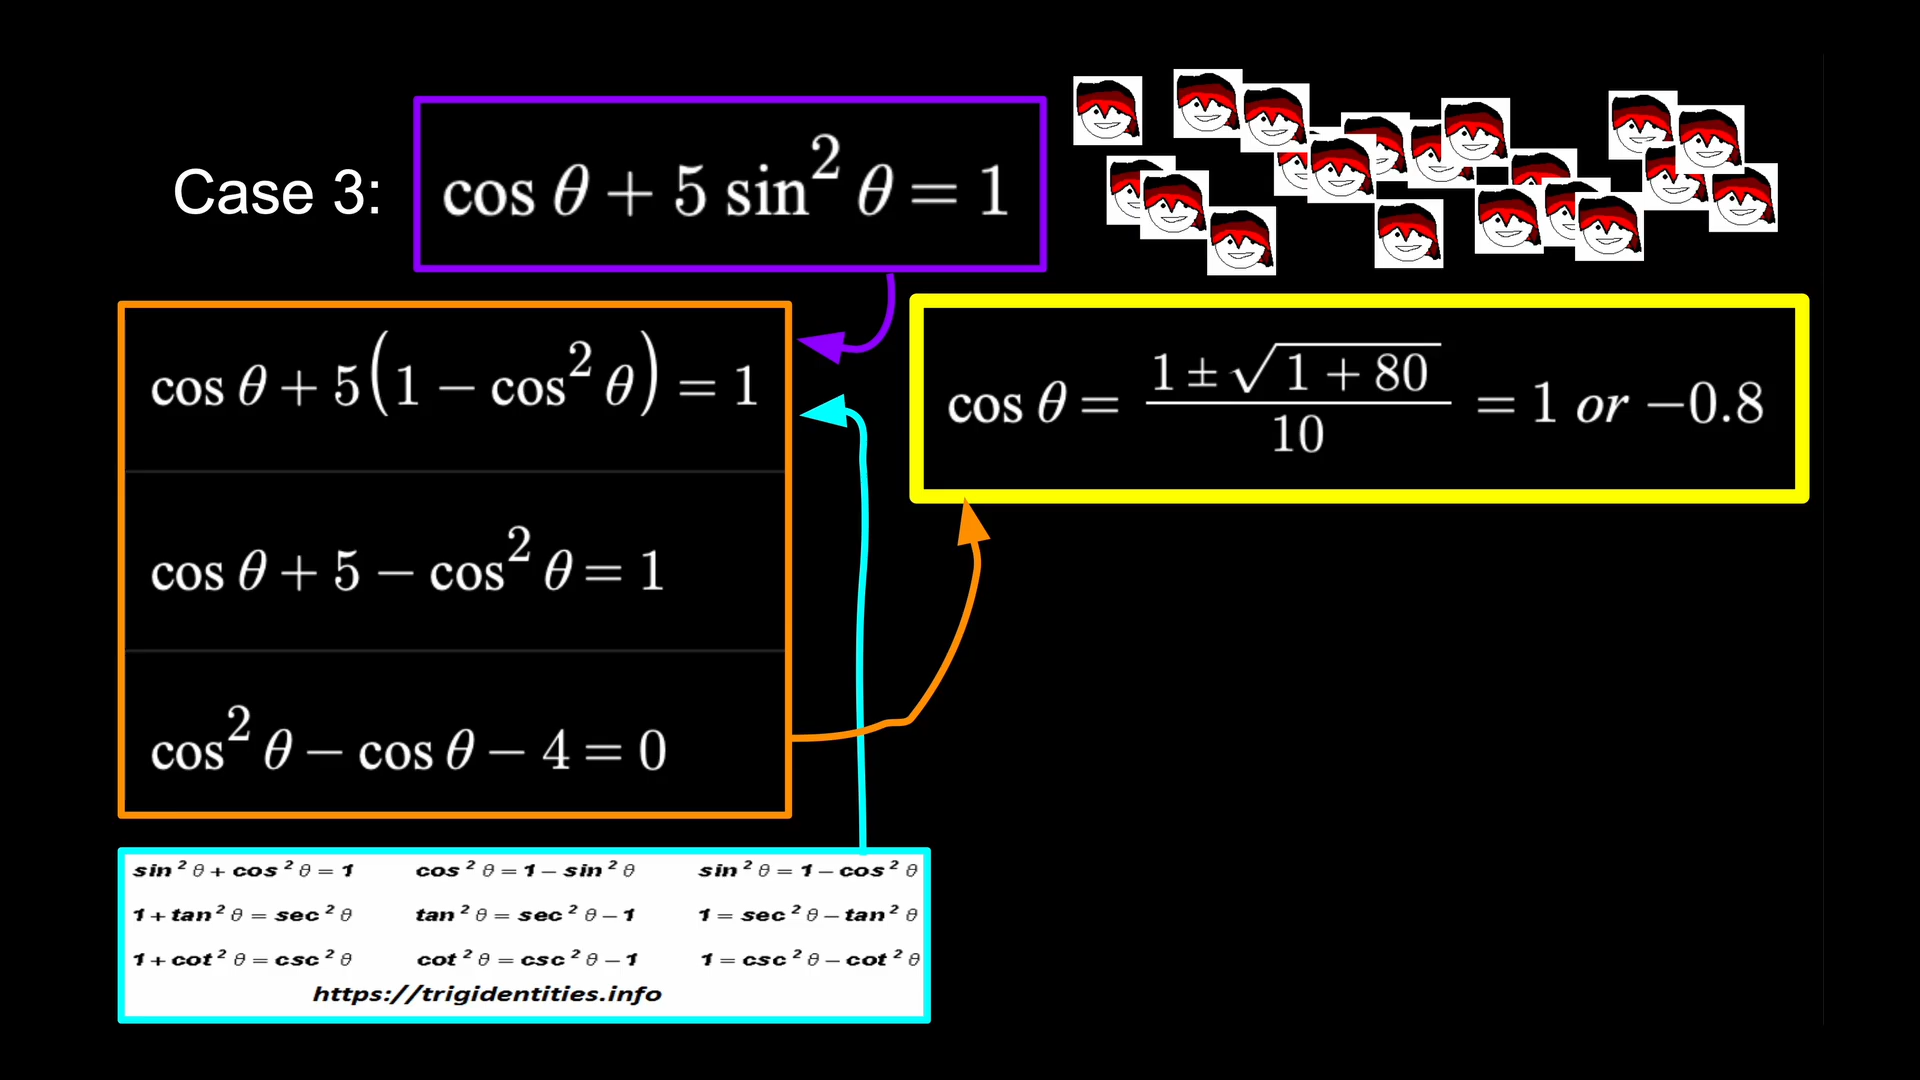 Case 3: cos θ + 5 sin² θ = 1
cos θ + 5(1 − cos² θ) = 1
cos θ + 5 − cos² θ = 1
cos² θ − cos θ − 4 = 0
cos θ = (1 ± √(1 + 80)) / 10 = 1 or −0.8
sin² θ + cos² θ = 1 cos² θ = 1 − sin² θ sin² θ = 1 − cos² θ
1 + tan² θ = sec² θ tan² θ = sec² θ − 1 1 = sec² θ − tan² θ
1 + cot² θ = csc² θ cot² θ = csc² θ − 1 1 = csc² θ − cot² θ
https://trigidentities.info